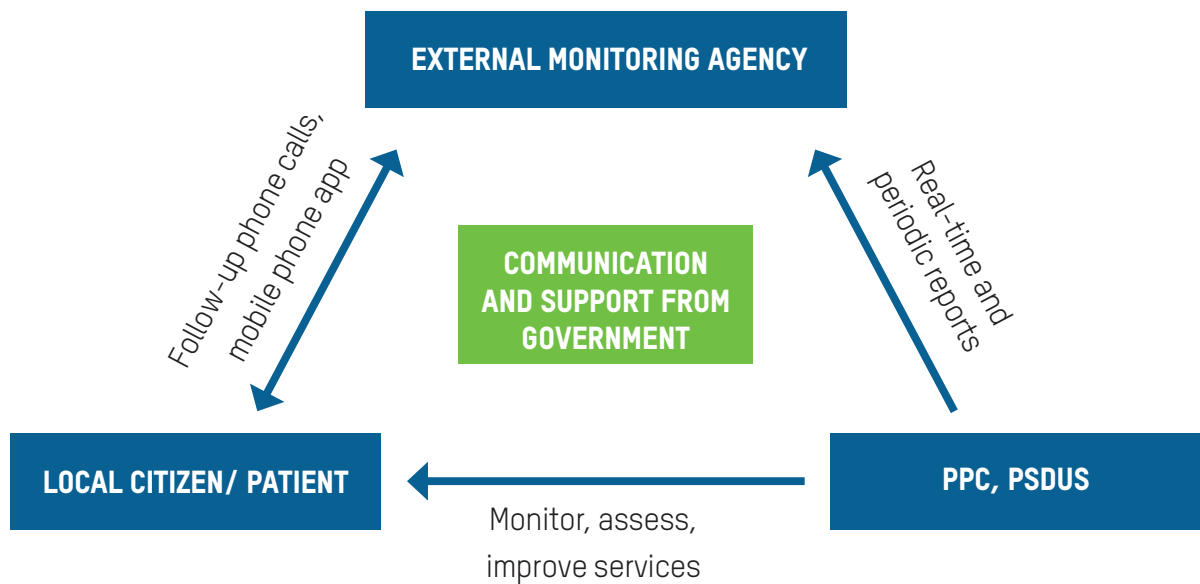 EXTERNAL MONITORING AGENCY
Follow-up phone calls,
mobile phone app
Real-time and
periodic reports
COMMUNICATION
AND SUPPORT FROM
GOVERNMENT
LOCAL CITIZEN/ PATIENT
PPC, PSDUS
Monitor, assess,
improve services